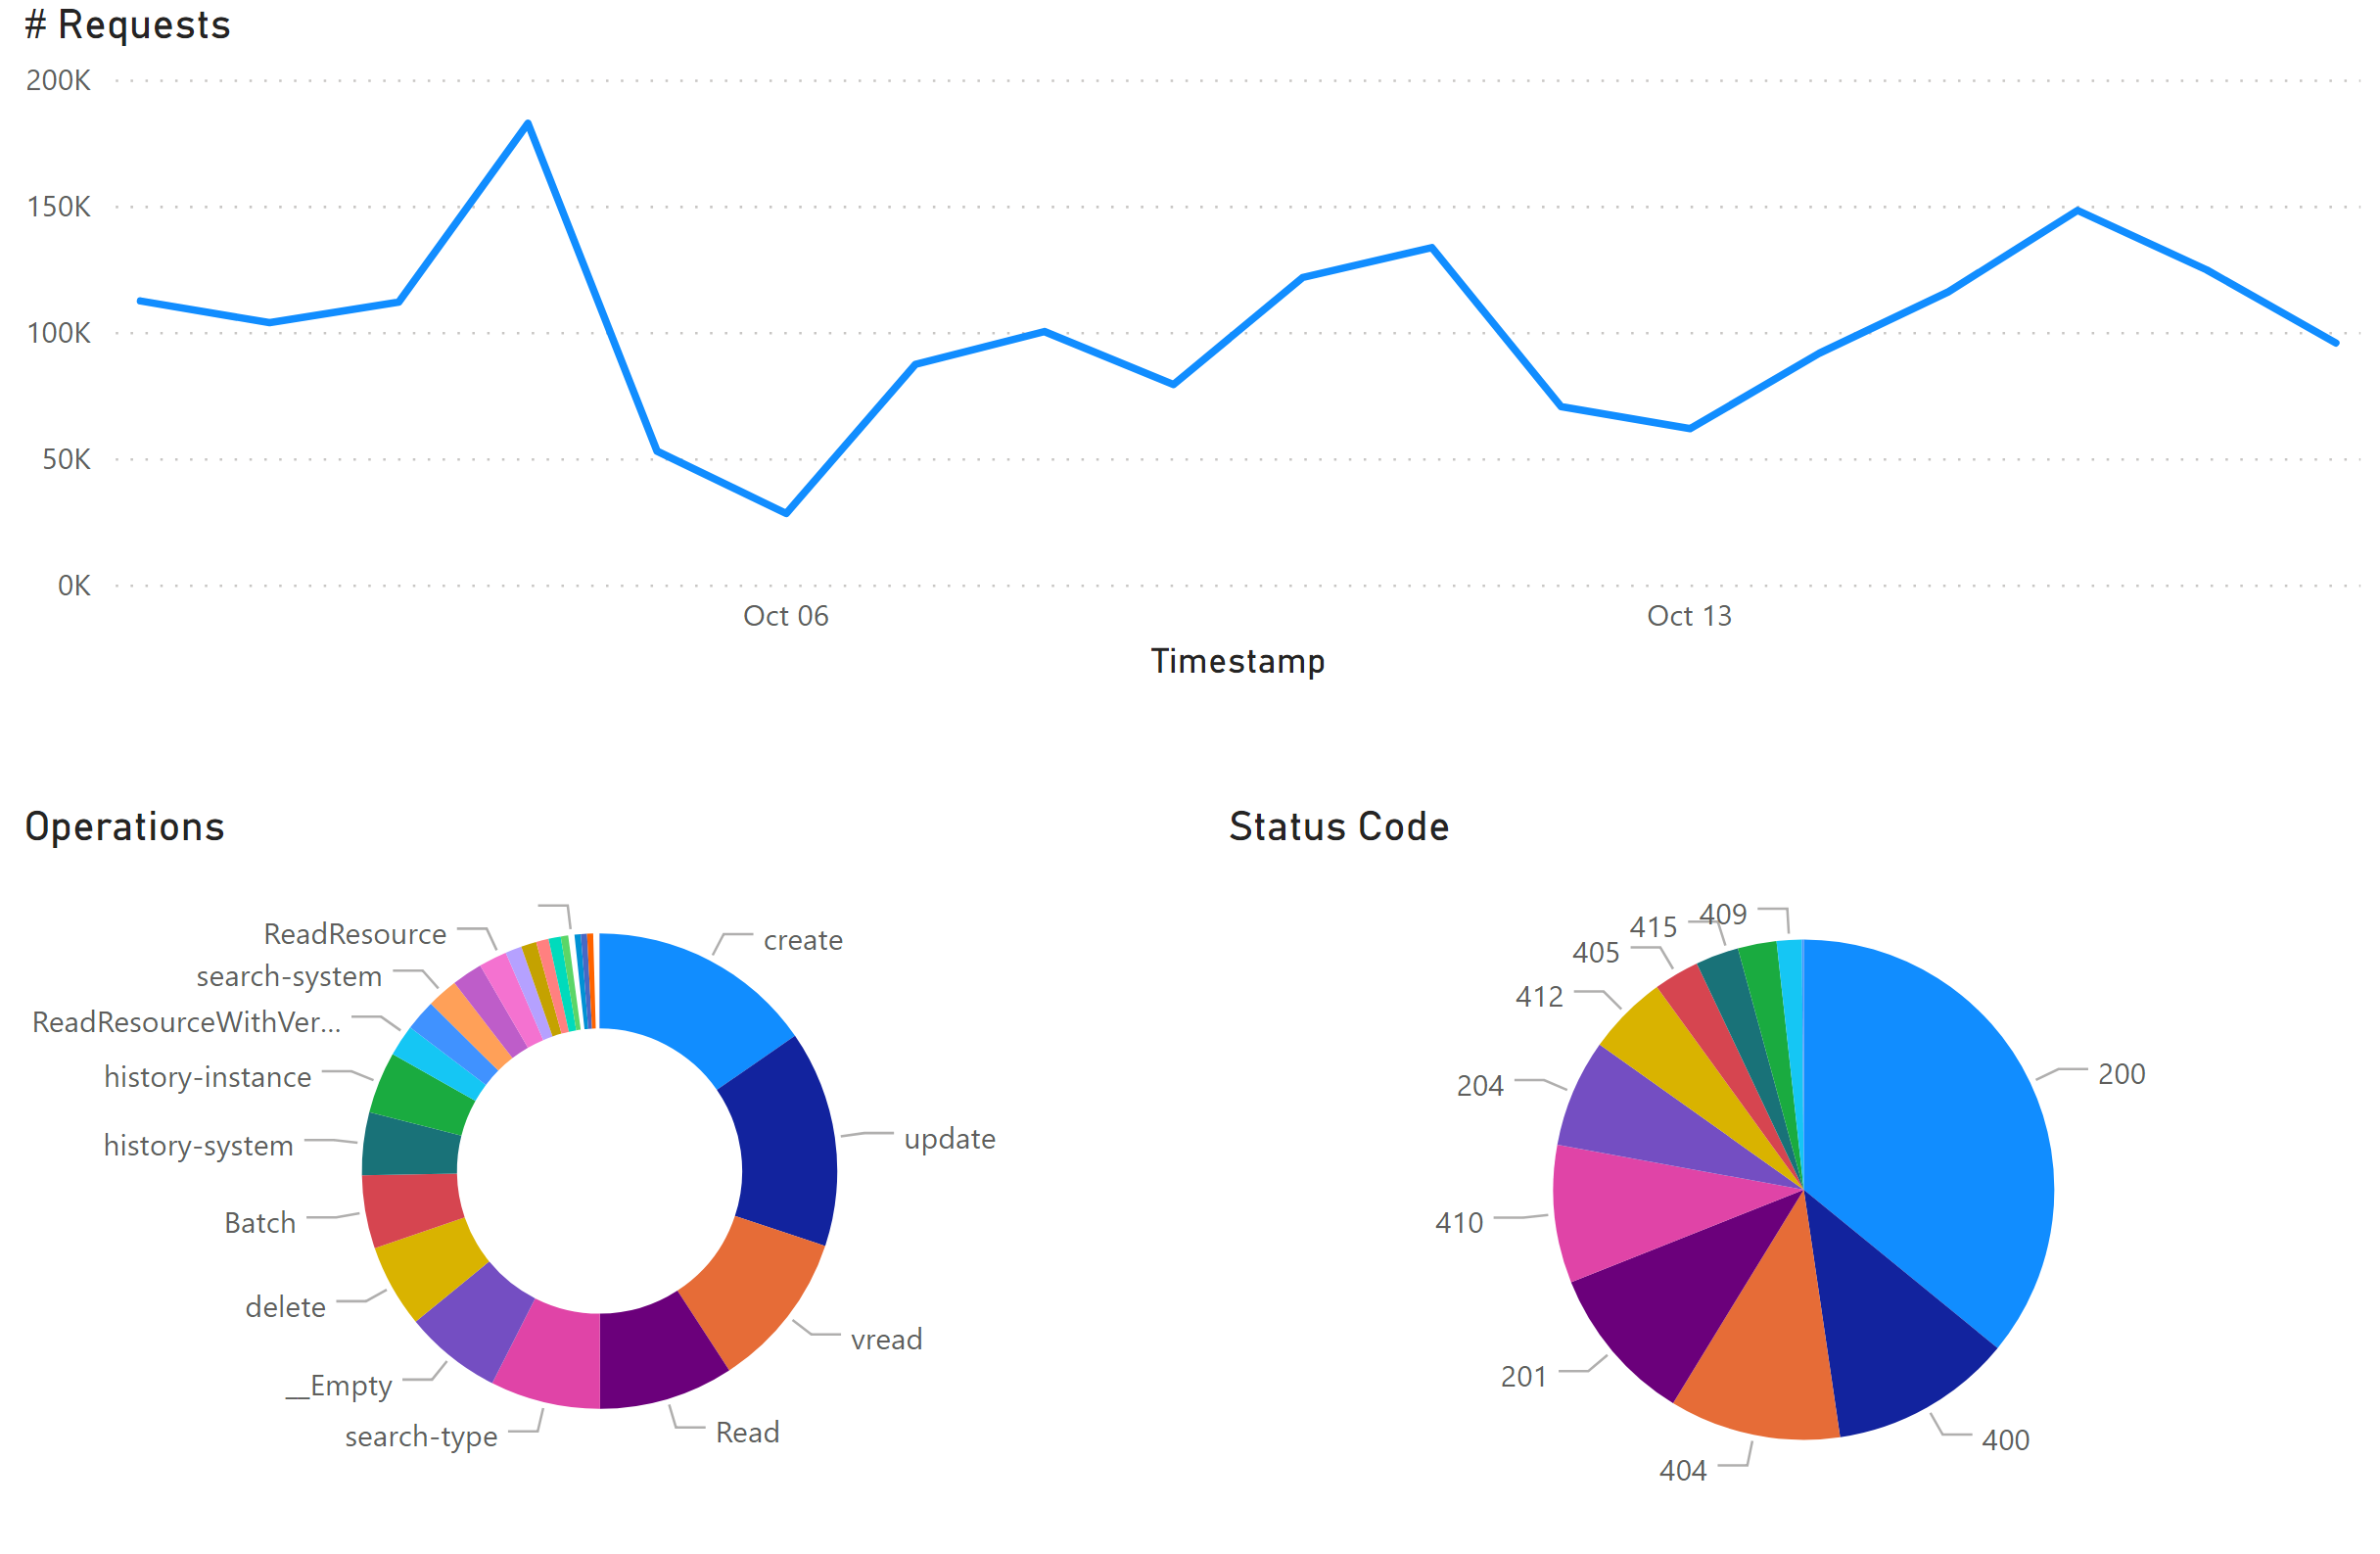 # Requests
200K
150K
100K
50K
0K
Oct 06
Oct 13
Timestamp
Operations
create
update
vread
Read
search-type
__Empty
delete
Batch
history-system
history-instance
ReadResourceWithVer...
search-system
ReadResource
Status Code
200
400
404
201
410
204
412
405
415
409